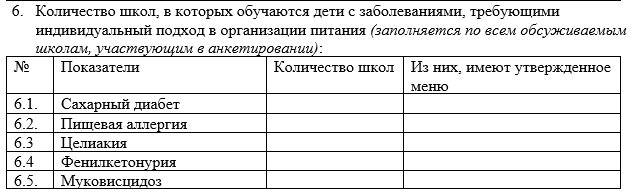 6. Количество школ, в которых обучаются дети с заболеваниями, требующими
индивидуальный подход в организации питания (заполняется по всем обсуживаемым
школам, участвующим в анкетировании):
№ Показатели Количество школ Из них, имеют утвержденное
меню
6.1. Сахарный диабет
6.2. Пищевая аллергия
6.3 Целиакия
6.4 Фенилкетонурия
6.5. Муковисцидоз